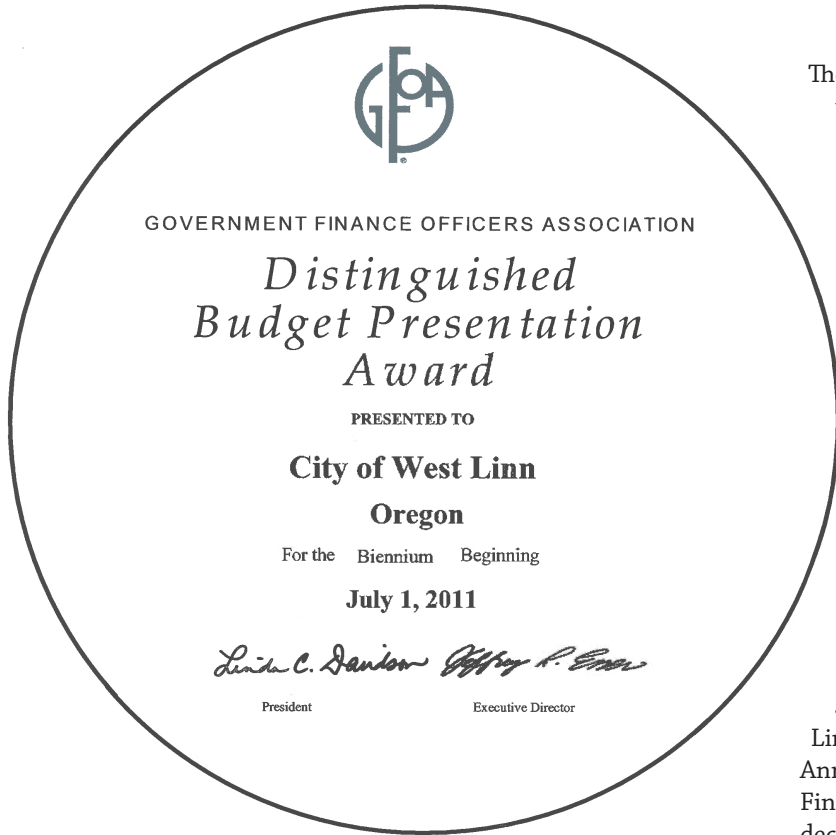 GFOA
GOVERNMENT FINANCE OFFICERS ASSOCIATION
Distinguished
Budget Presentation
Award
PRESENTED TO
City of West Linn
Oregon
For the Biennium Beginning
July 1, 2011
Linda C. Davidson Jeffrey R. Ener
President Executive Director
Th
Lin
Ann
Fin